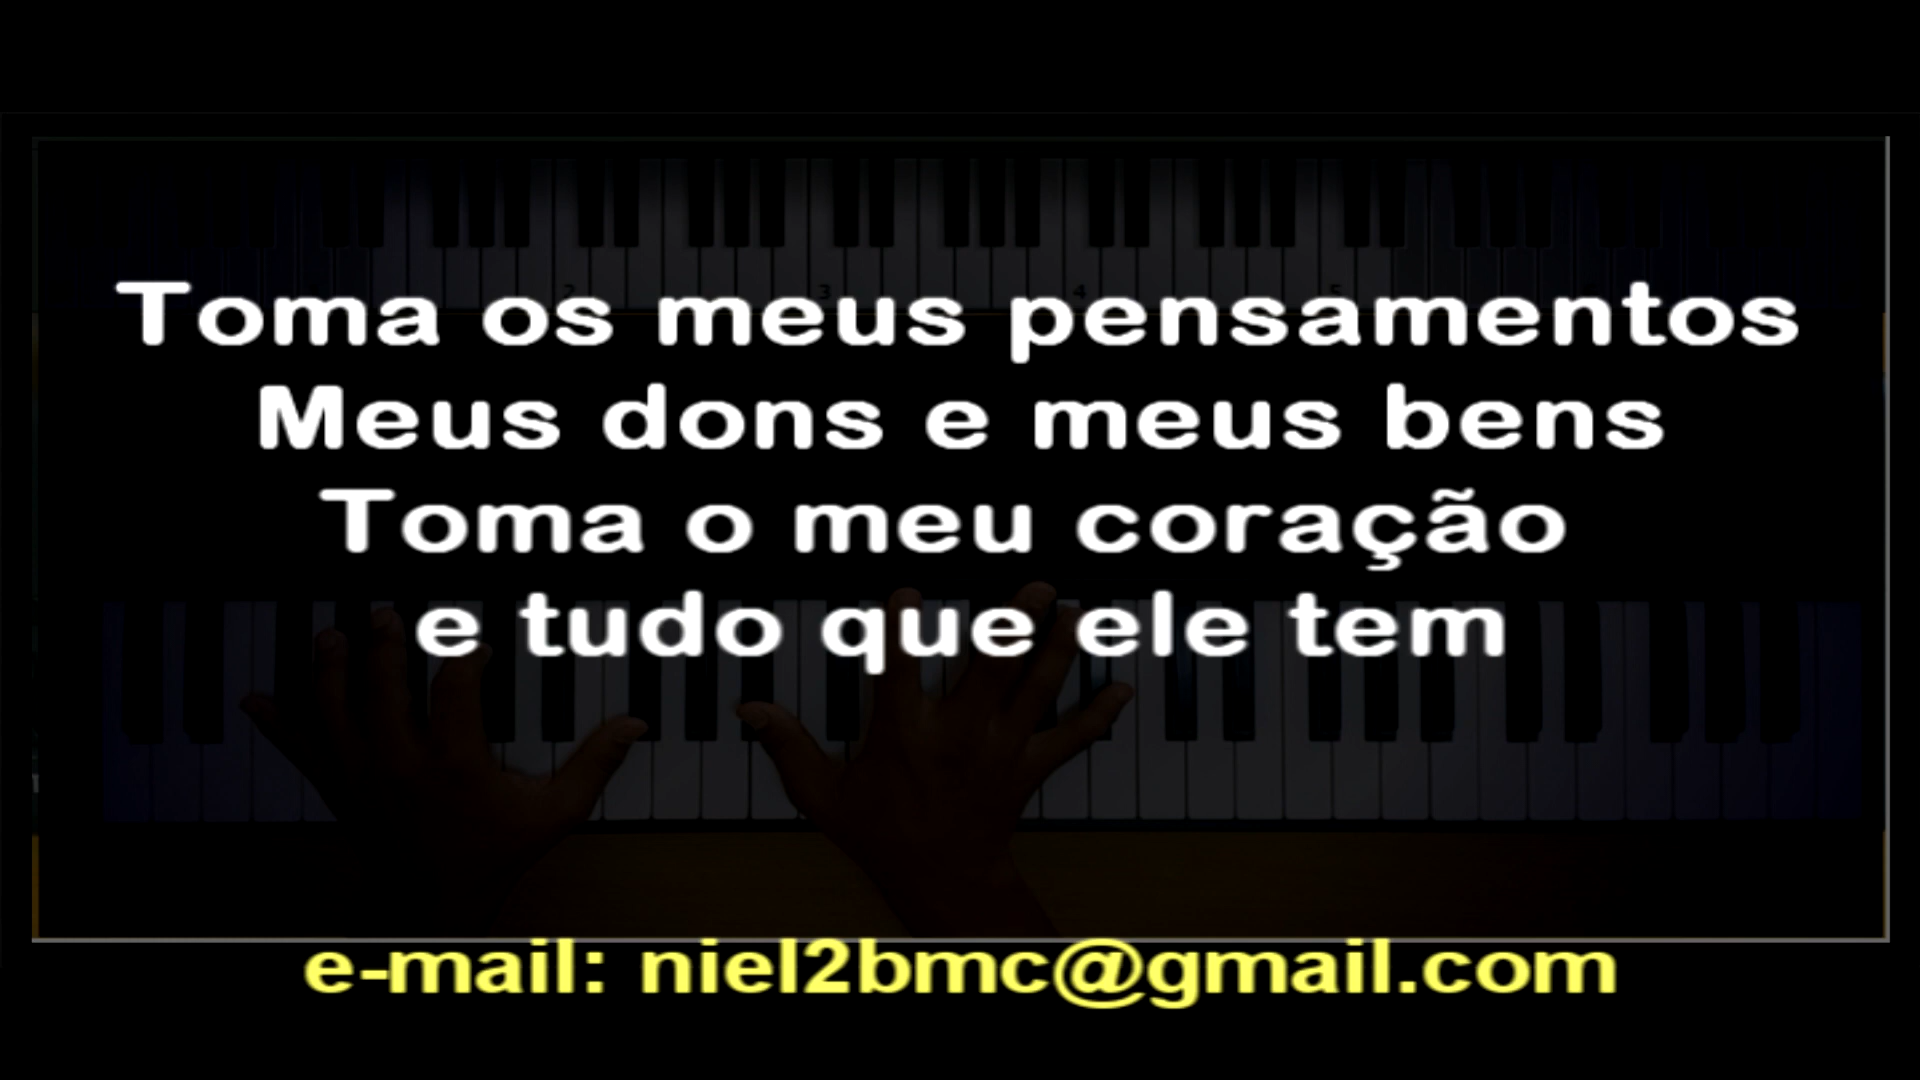 Toma os meus pensamentos
Meus dons e meus bens
Toma o meu coração
e tudo que ele tem
e-mail: niel2bmc@gmail.com